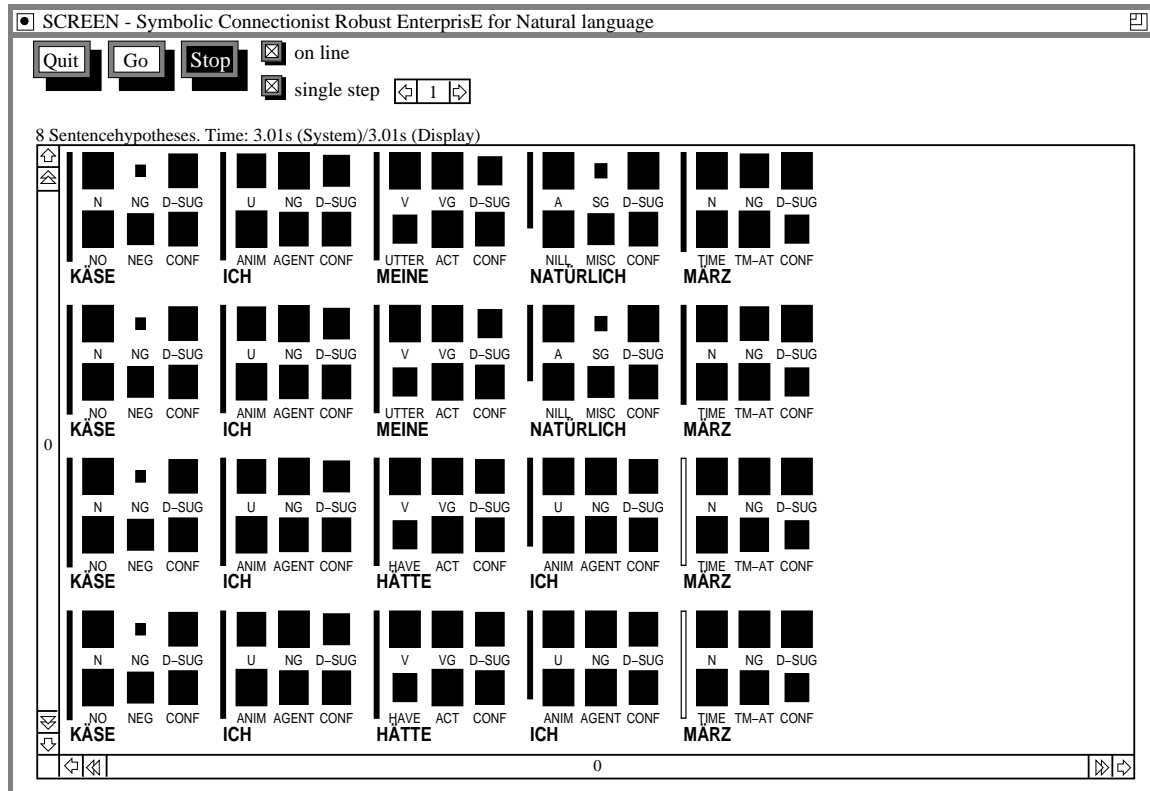 SCREEN - Symbolic Connectionist Robust EnterprisE for Natural language
Quit Go Stop on line
single step 1
8 Sentencehypotheses. Time: 3.01s (System)/3.01s (Display)
N NG D–SUG U NG D–SUG V VG D–SUG A SG D–SUG N NG D–SUG
NO NEG CONF ANIM AGENT CONF UTTER ACT CONF NILL MISC CONF TIME TM–AT CONF
KÄSE ICH MEINE NATÜRLICH MÄRZ
N NG D–SUG U NG D–SUG V VG D–SUG A SG D–SUG N NG D–SUG
NO NEG CONF ANIM AGENT CONF UTTER ACT CONF NILL MISC CONF TIME TM–AT CONF
KÄSE ICH MEINE NATÜRLICH MÄRZ
0
N NG D–SUG U NG D–SUG V VG D–SUG U NG D–SUG N NG D–SUG
NO NEG CONF ANIM AGENT CONF HAVE ACT CONF ANIM AGENT CONF TIME TM–AT CONF
KÄSE ICH HÄTTE ICH MÄRZ
N NG D–SUG U NG D–SUG V VG D–SUG U NG D–SUG N NG D–SUG
NO NEG CONF ANIM AGENT CONF HAVE ACT CONF ANIM AGENT CONF TIME TM–AT CONF
KÄSE ICH HÄTTE ICH MÄRZ
0